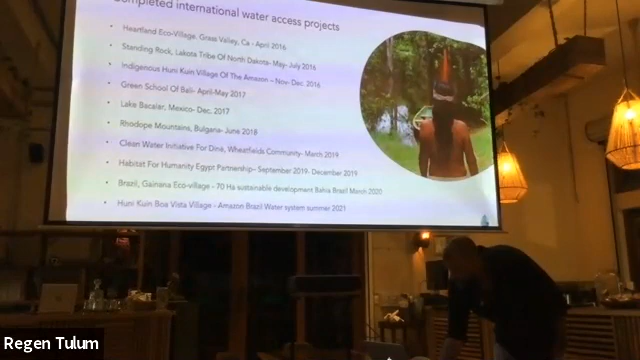 Completed international water access projects
• Heartland Eco-Village. Grass Valley, Ca - April 2016
• Standing Rock, Lakota Tribe Of North Dakota- May- July 2016
• Indigenous Huni Kuin Village Of The Amazon – Nov- Dec. 2016
• Green School Of Bali- April-May 2017
• Lake Bacalar, Mexico- Dec. 2017
• Rhodope Mountains, Bulgaria- June 2018
• Clean Water Initiative For Diné, Wheatfields Community- March 2019
• Habitat For Humanity Egypt Partnership– September 2019- December 2019
• Brazil, Gainana Eco-village - 70 Ha sustainable development Bahia Brazil March 2020
• Huni Kuin Boa Vista Village - Amazon Brazil Water system summer 2021
Regen Tulum